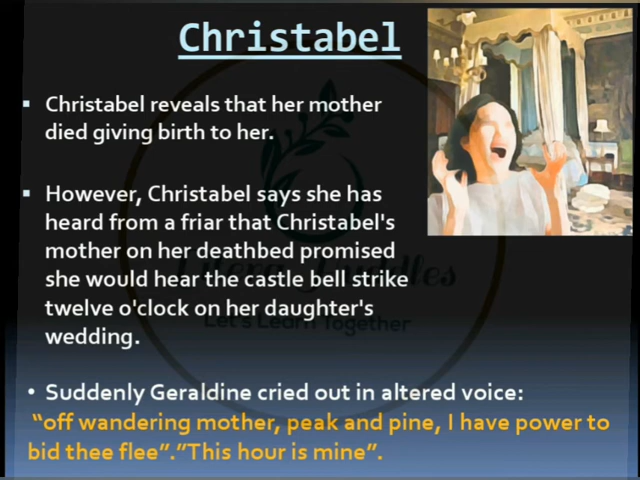 Christabel
▪ Christabel reveals that her mother
died giving birth to her.
▪ However, Christabel says she has
heard from a friar that Christabel's
mother on her deathbed promised
she would hear the castle bell strike
twelve o'clock on her daughter's
wedding.
Let's Learn Together
• Suddenly Geraldine cried out in altered voice:
“off wandering mother, peak and pine, I have power to
bid thee flee”.”This hour is mine”.